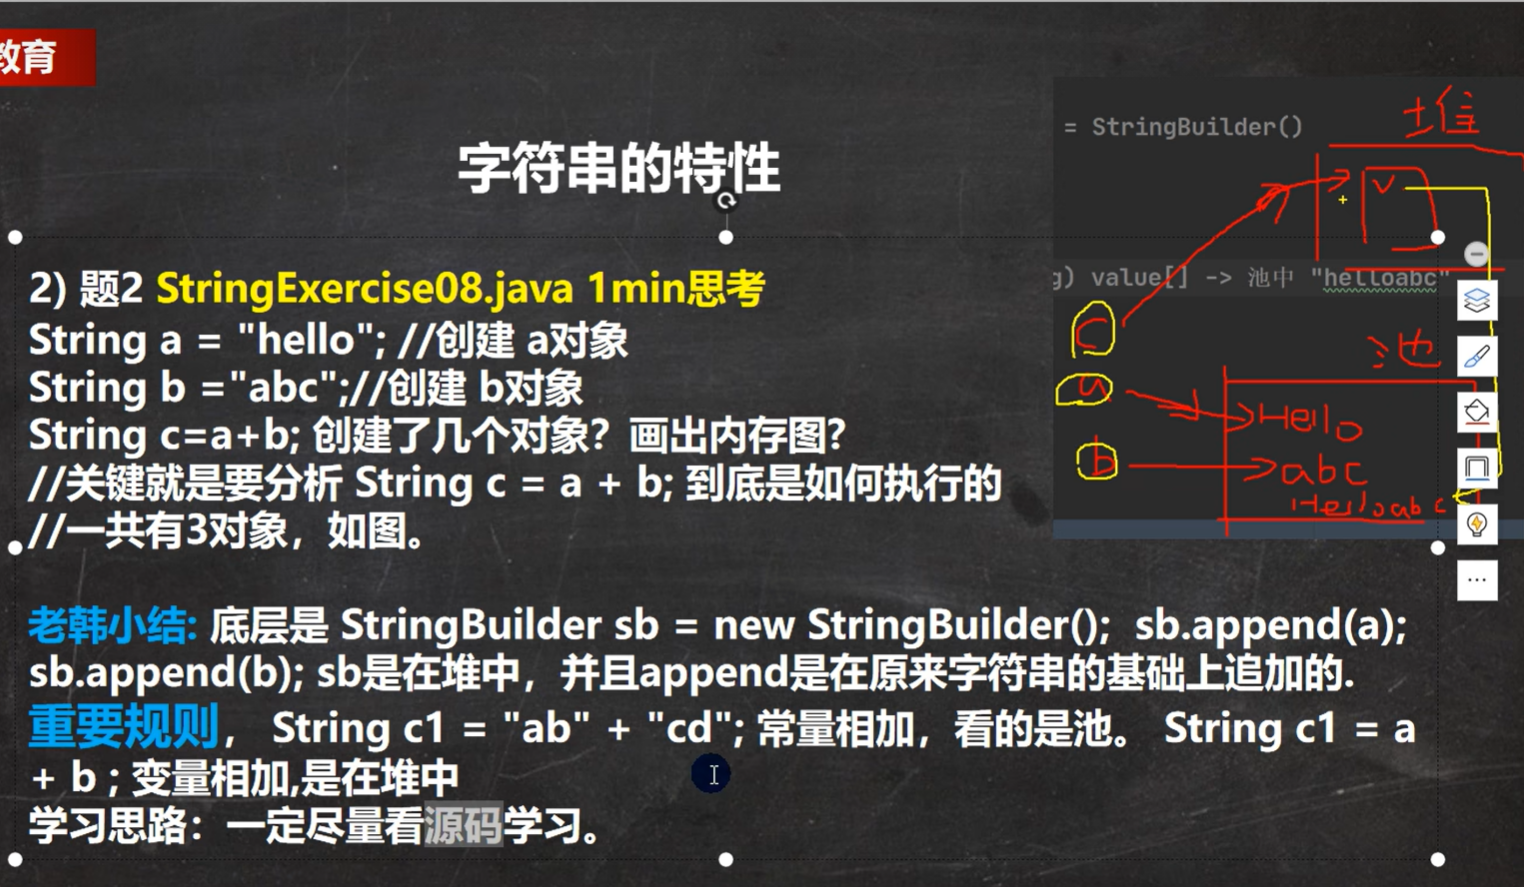 教育
字符串的特性
2) 题2 StringExercise08.java 1min思考
String a = "hello"; //创建 a对象
String b ="abc";//创建 b对象
String c=a+b; 创建了几个对象？画出内存图？
//关键就是要分析 String c = a + b; 到底是如何执行的
//一共有3对象，如图。
老韩小结: 底层是 StringBuilder sb = new StringBuilder(); sb.append(a);
sb.append(b); sb是在堆中，并且append是在原来字符串的基础上追加的.
重要规则， String c1 = "ab" + "cd"; 常量相加，看的是池。 String c1 = a
+ b ; 变量相加,是在堆中
学习思路：一定尽量看源码学习。
= StringBuilder()
堆
v
g) value[] -> 池中 "helloabc"
c
池
a
Hello
b
abc
Helloabc